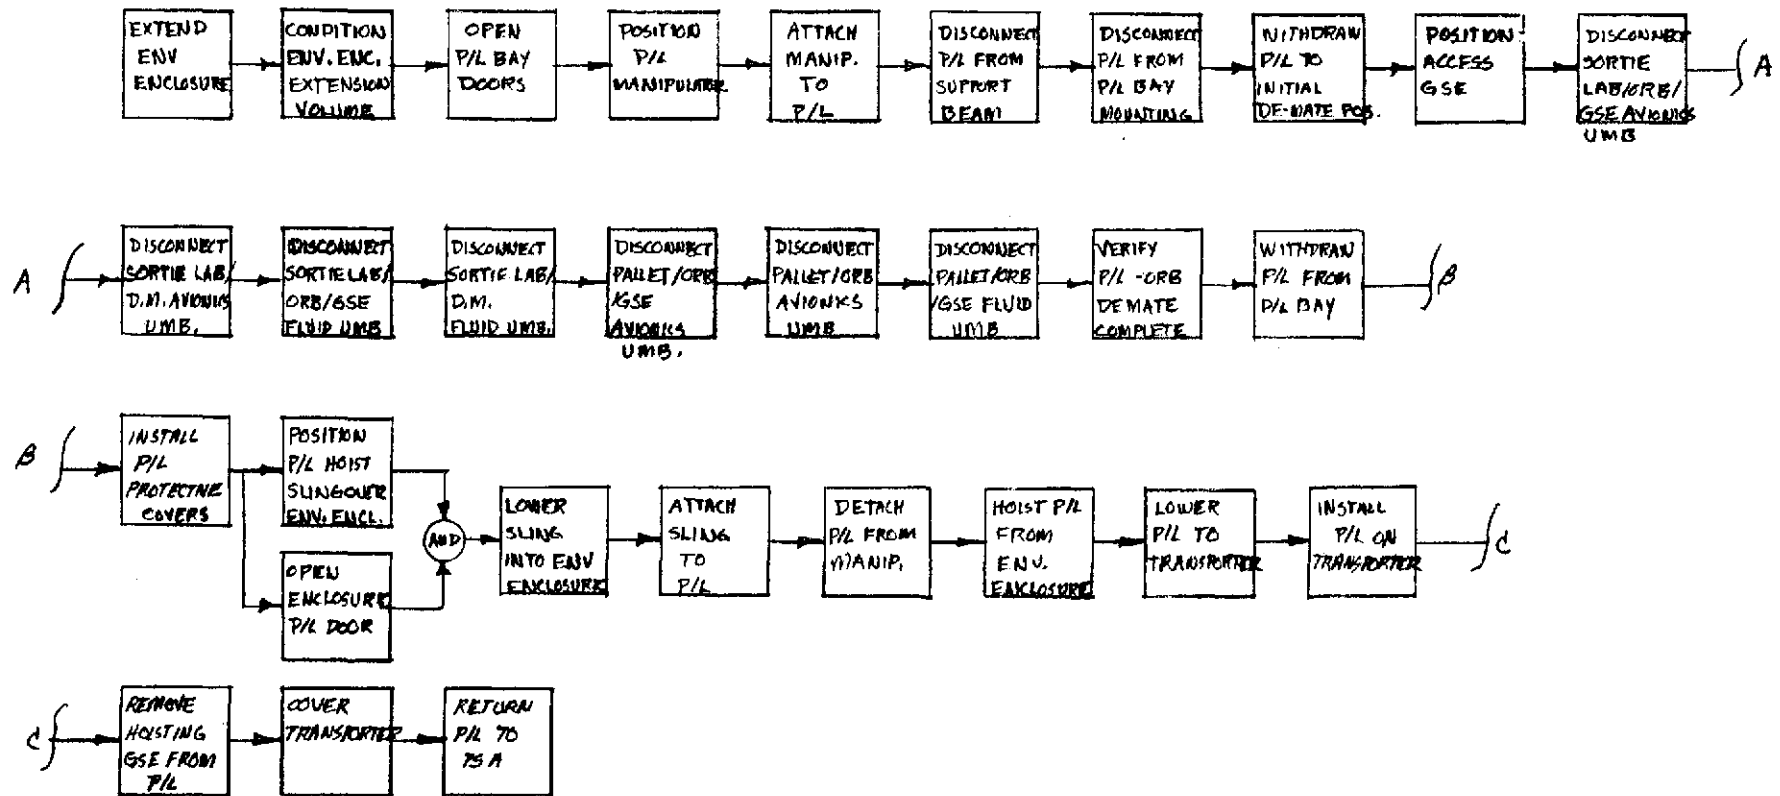 EXTEND
ENV
ENCLOSURE
CONDITION
ENV. ENC.
EXTENSION
VOLUME
OPEN
P/L BAY
DOORS
POSITION
P/L
MANIPULATOR
ATTACH
MANIP.
TO
P/L
DISCONNECT
P/L FROM
SUPPORT
BEAM
DISCONNECT
P/L FROM
P/L BAY
MOUNTING
WITHDRAW
P/L TO
INITIAL
DE-MATE POS.
POSITION
ACCESS
GSE
DISCONNECT
SORTIE
LAB/ORB/
GSE AVIONICS
UMB
A
A
DISCONNECT
SORTIE LAB/
D.M. AVIONICS
UMB.
DISCONNECT
SORTIE LAB/
ORB/GSE
FLUID UMB
DISCONNECT
SORTIE LAB/
D.M.
FLUID UMB.
DISCONNECT
PALLET/ORB
/GSE
AVIONICS
UMB.
DISCONNECT
PALLET/ORB
AVIONICS
UMB
DISCONNECT
PALLET/ORB
/GSE FLUID
UMB
VERIFY
P/L -ORB
DEMATE
COMPLETE
WITHDRAW
P/L FROM
P/L BAY
B
B
INSTALL
P/L
PROTECTIVE
COVERS
POSITION
P/L HOIST
SLING OVER
ENV. ENCL.
OPEN
ENCLOSURE
P/L DOOR
AND
LOWER
SLING
INTO ENV
ENCLOSURE
ATTACH
SLING
TO
P/L
DETACH
P/L FROM
MANIP.
HOIST P/L
FROM
ENV.
ENCLOSURE
LOWER
P/L TO
TRANSPORTER
INSTALL
P/L ON
TRANSPORTER
C
C
REMOVE
HOISTING
GSE FROM
P/L
COVER
TRANSPORTER
RETURN
P/L TO
TSA